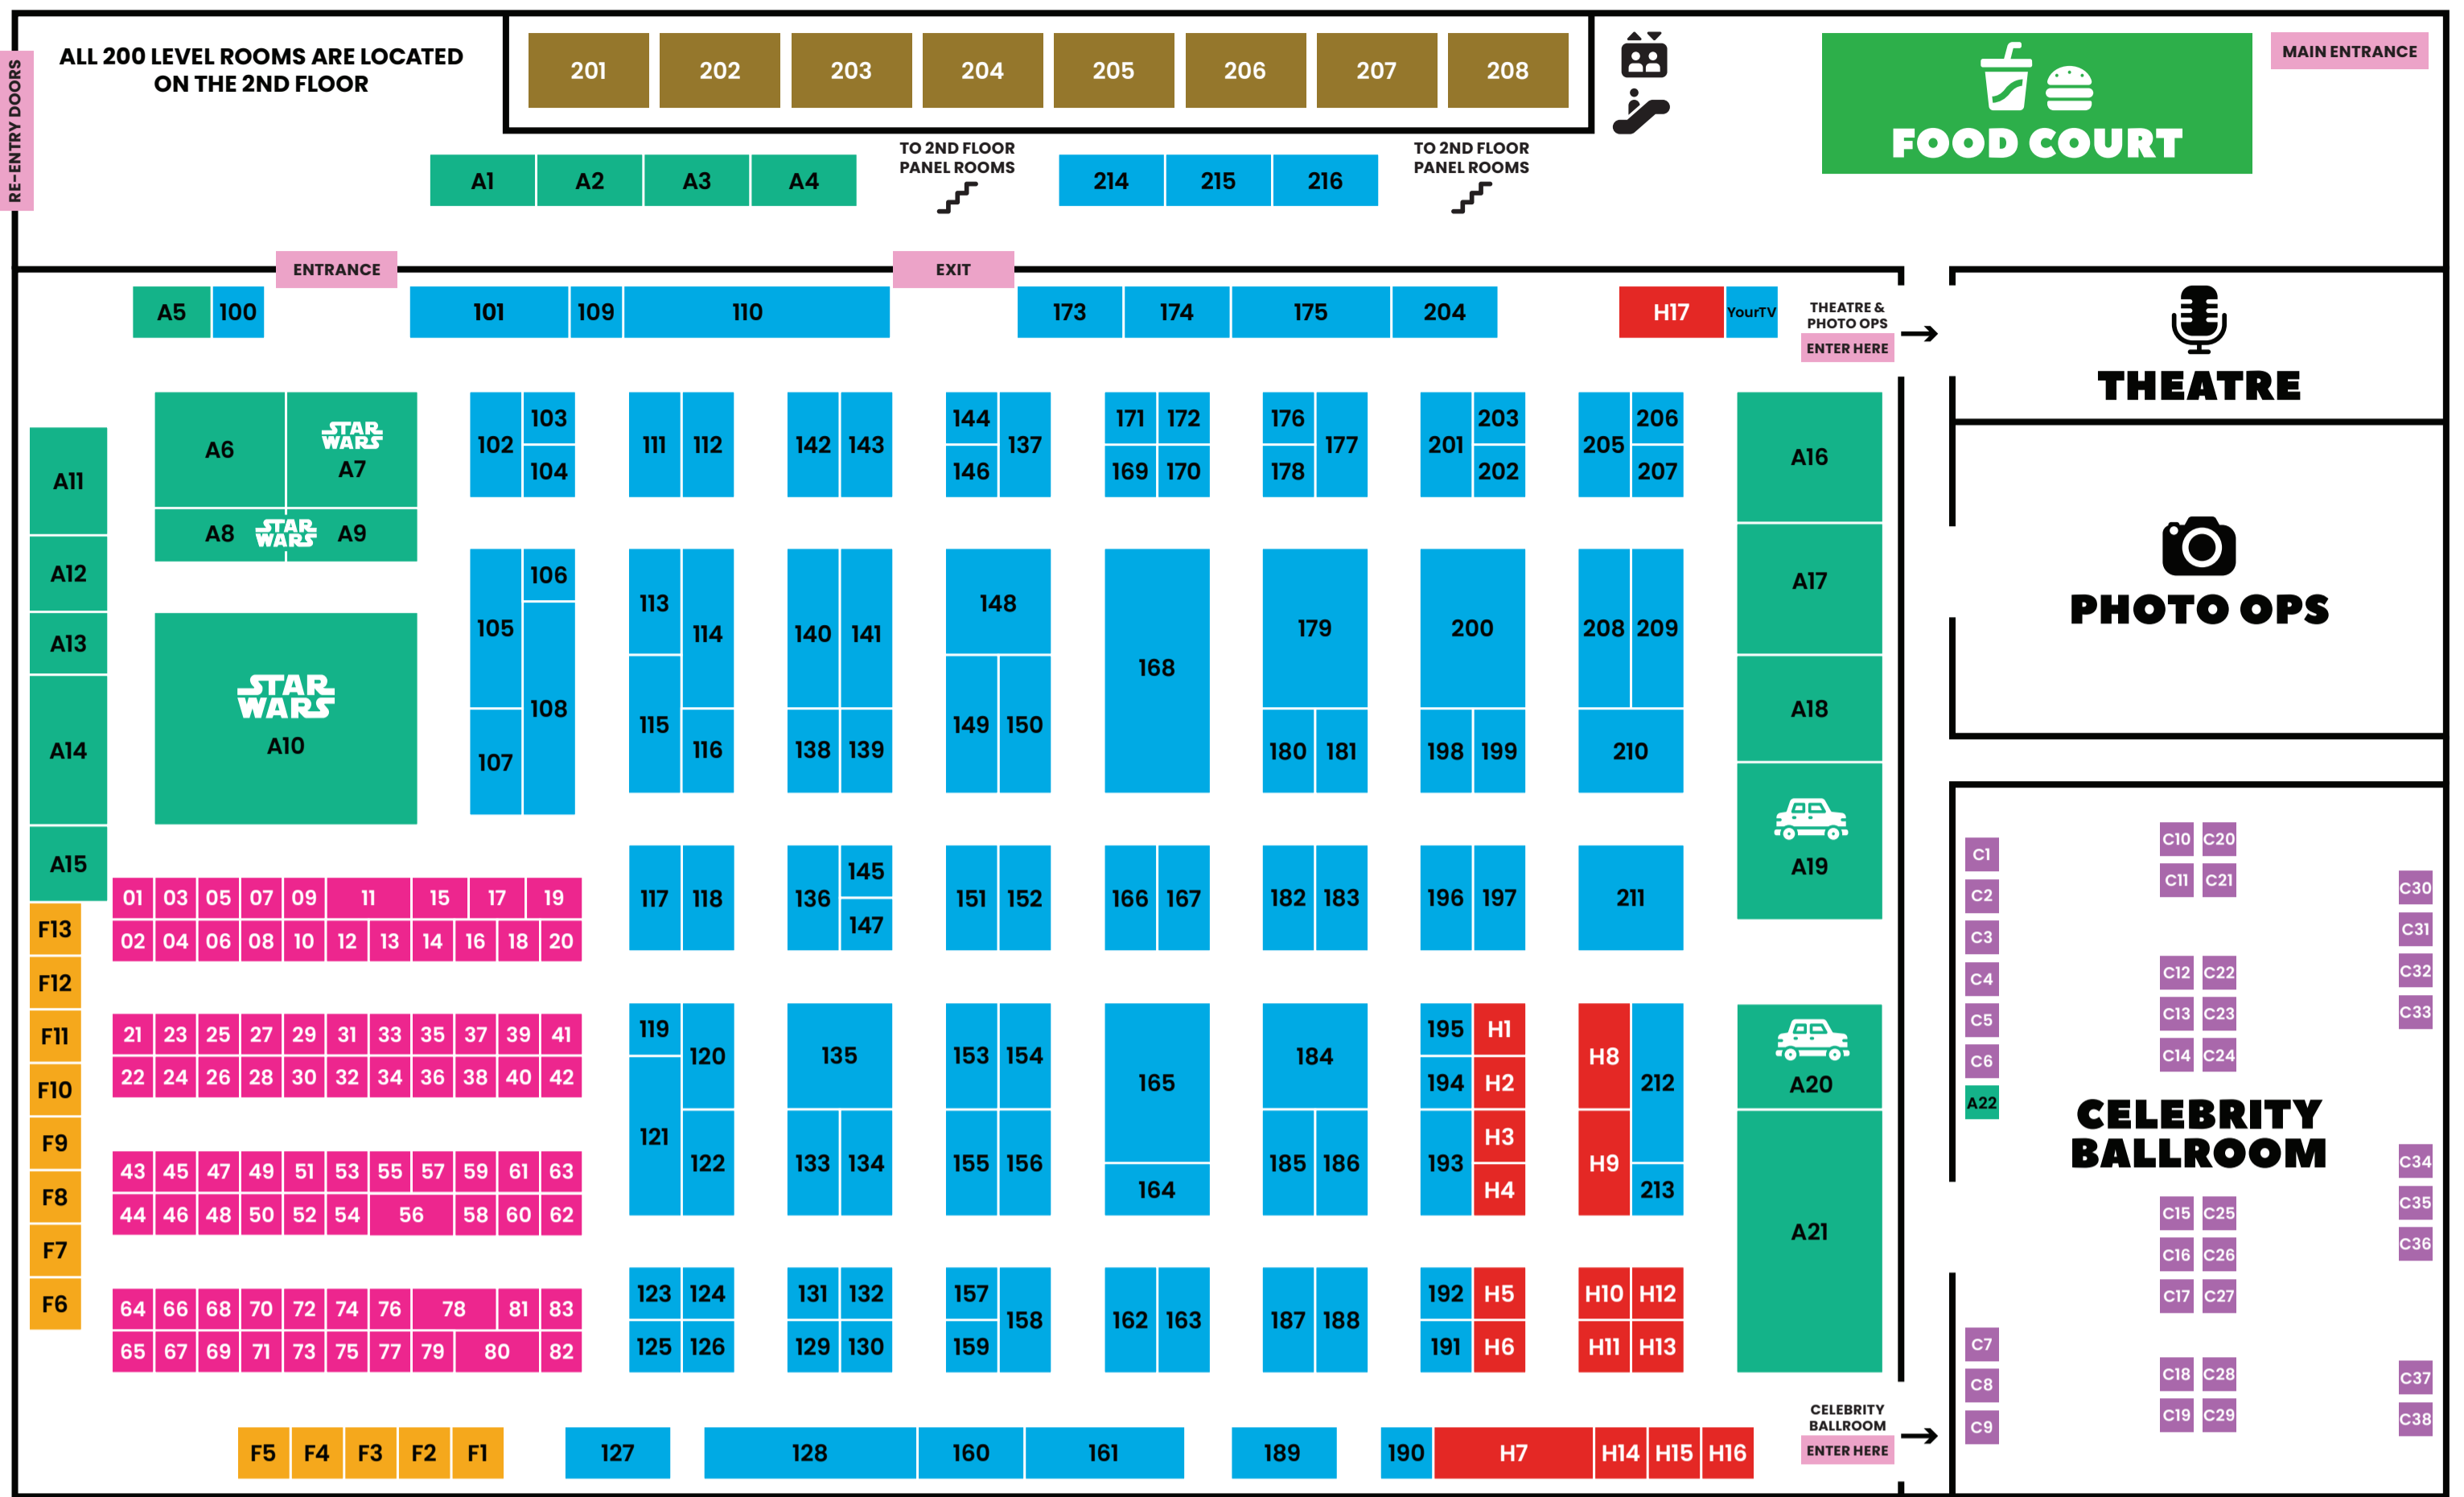 ALL 200 LEVEL ROOMS ARE LOCATED
ON THE 2ND FLOOR
RE-ENTRY DOORS
201 202 203 204 205 206 207 208
FOOD COURT
MAIN ENTRANCE
TO 2ND FLOOR
PANEL ROOMS
TO 2ND FLOOR
PANEL ROOMS
A1 A2 A3 A4
214 215 216
ENTRANCE
EXIT
A5 100 101 109 110 173 174 175 204 H17 YourTV
THEATRE &
PHOTO OPS
ENTER HERE
THEATRE
PHOTO OPS
A11
A12
A13
A14
A15
A6
STAR
WARS
A7
A8
STAR
WARS
A9
STAR
WARS
A10
102 103 104
111 112
142 143
144 146 137
171 172
169 170
176 178 177
201 203 202
205 206 207
105 106 107 108
113 114 115 116
140 141
138 139
148
149 150
168
179
180 181
200
198 199
208 209
210
A16
A17
A18
A19
A20
A21
117 118
136 145 147
151 152
166 167
182 183
196 197
211
01 03 05 07 09 11 15 17 19
02 04 06 08 10 12 13 14 16 18 20
21 23 25 27 29 31 33 35 37 39 41
22 24 26 28 30 32 34 36 38 40 42
43 45 47 49 51 53 55 57 59 61 63
44 46 48 50 52 54 56 58 60 62
64 66 68 70 72 74 76 78 81 83
65 67 69 71 73 75 77 79 80 82
F13
F12
F11
F10
F9
F8
F7
F6
119 120 121 122
135
133 134
153 154
155 156
165
164
184
185 186
195 H1
194 H2
193 H3
H4
H8 212
H9 213
123 124
125 126
131 132
129 130
157 158
159
162 163
187 188
192 H5
191 H6
H10 H12
H11 H13
F5 F4 F3 F2 F1
127 128 160 161 189 190 H7 H14 H15 H16
CELEBRITY
BALLROOM
ENTER HERE
CELEBRITY
BALLROOM
C1
C2
C3
C4
C5
C6
A22
C7
C8
C9
C10 C20
C11 C21
C12 C22
C13 C23
C14 C24
C15 C25
C16 C26
C17 C27
C18 C28
C19 C29
C30
C31
C32
C33
C34
C35
C36
C37
C38